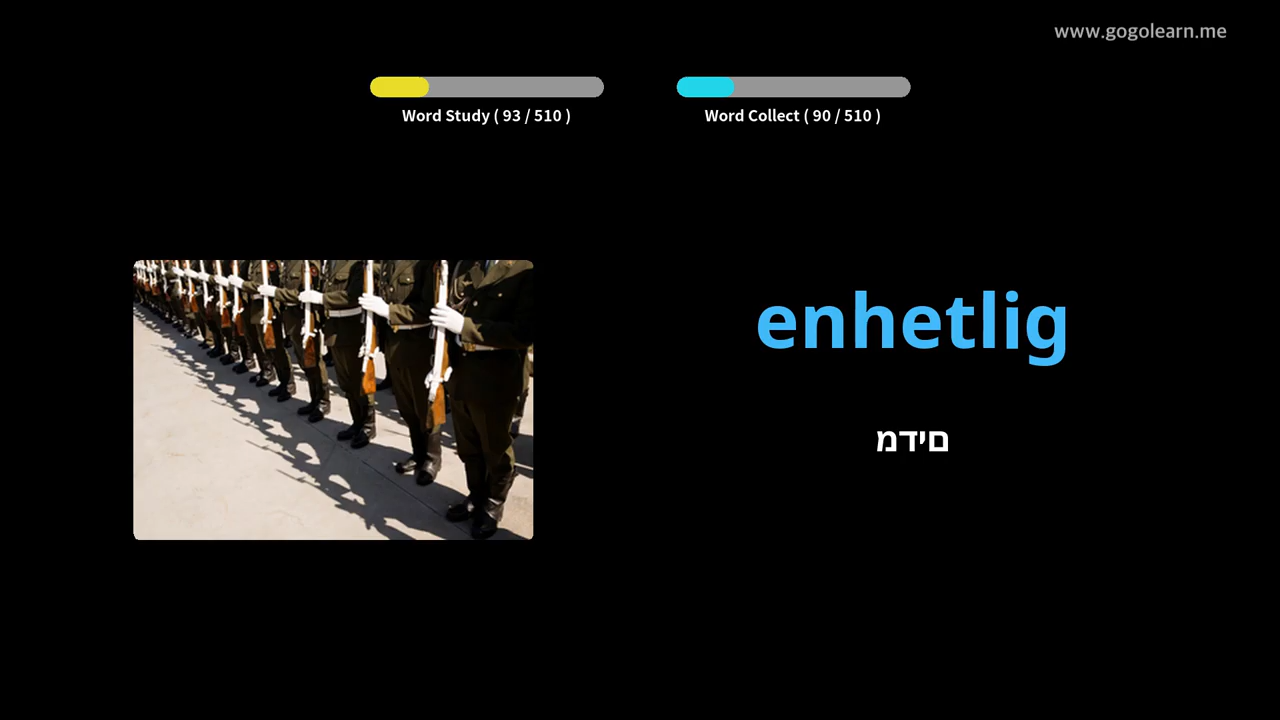 www.gogolearn.me
Word Study ( 93 / 510 )
Word Collect ( 90 / 510 )
enhetlig
םידמ